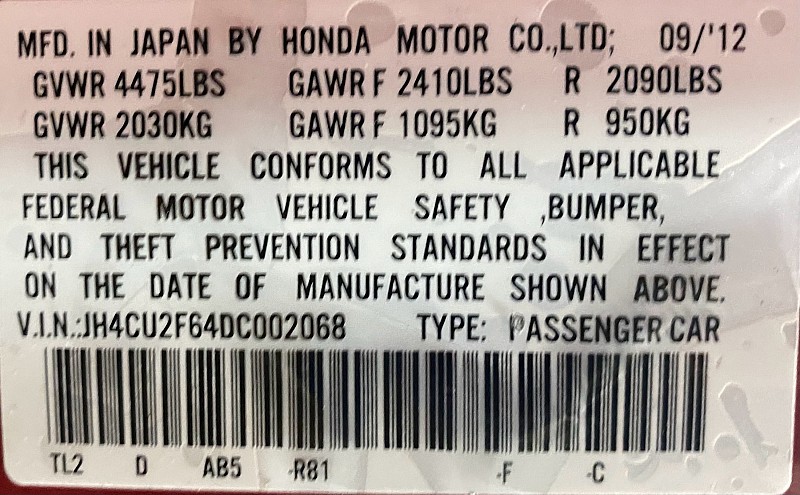 MFD. IN JAPAN BY HONDA MOTOR CO.,LTD; 09/'12
GVWR 4475LBS GAWR F 2410LBS R 2090LBS
GVWR 2030KG GAWR F 1095KG R 950KG
THIS VEHICLE CONFORMS TO ALL APPLICABLE
FEDERAL MOTOR VEHICLE SAFETY ,BUMPER,
AND THEFT PREVENTION STANDARDS IN EFFECT
ON THE DATE OF MANUFACTURE SHOWN ABOVE.
V.I.N.:JH4CU2F64DC002068 TYPE: PASSENGER CAR
TL2 D AB5 -R81 -F -C